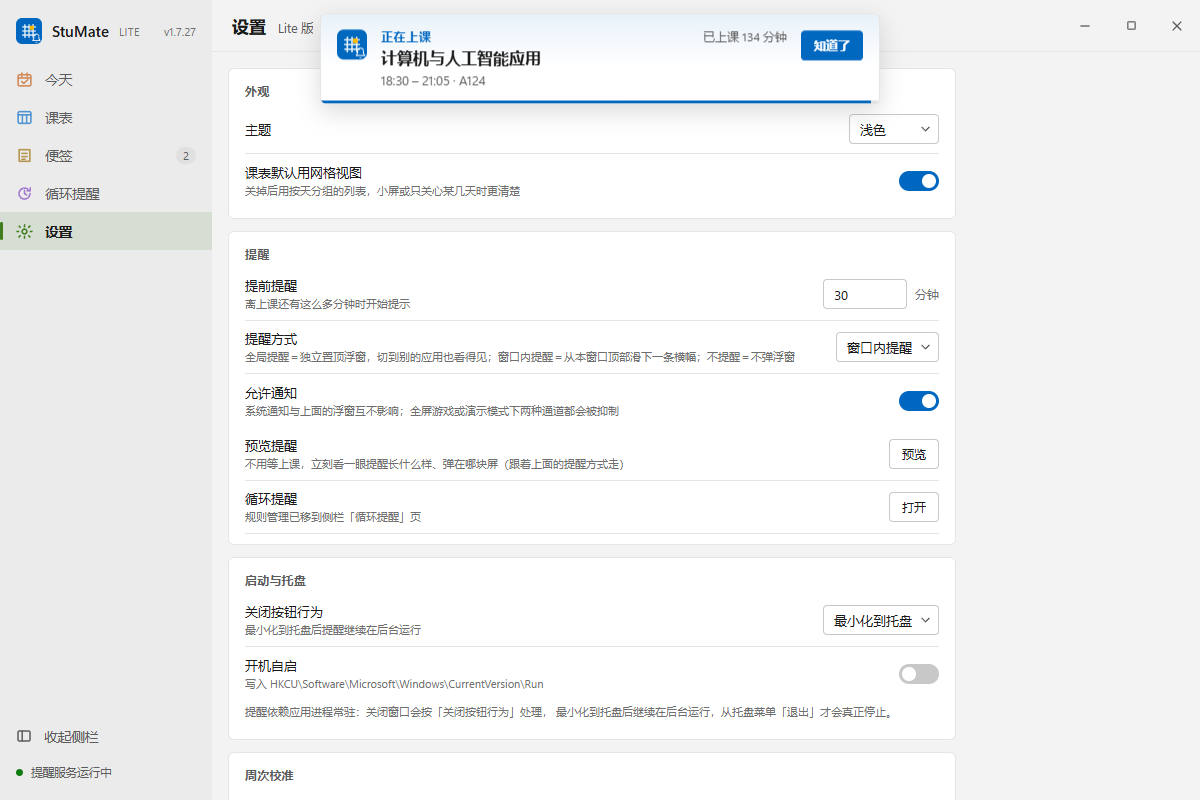 StuMate LITE v1.7.27
今天
课表
便签 2
循环提醒
设置
收起侧栏
提醒服务运行中
设置 Lite 版
正在上课
计算机与人工智能应用
18:30 – 21:05 · A124
已上课 134 分钟
知道了
外观
主题
浅色
课表默认用网格视图
关掉后用按天分组的列表，小屏或只关心某几天时更清楚
提醒
提前提醒
离上课还有这么多分钟时开始提示
30 分钟
提醒方式
全局提醒＝独立置顶浮窗，切到别的应用也看得见；窗口内提醒＝从本窗口顶部滑下一条横幅；不提醒＝不弹浮窗
窗口内提醒
允许通知
系统通知与上面的浮窗互不影响；全屏游戏或演示模式下两种通道都会被抑制
预览提醒
不用等上课，立刻看一眼提醒长什么样、弹在哪块屏（跟着上面的提醒方式走）
预览
循环提醒
规则管理已移到侧栏「循环提醒」页
打开
启动与托盘
关闭按钮行为
最小化到托盘后提醒继续在后台运行
最小化到托盘
开机自启
写入 HKCU\Software\Microsoft\Windows\CurrentVersion\Run
提醒依赖应用进程常驻：关闭窗口会按「关闭按钮行为」处理， 最小化到托盘后继续在后台运行，从托盘菜单「退出」才会真正停止。
周次校准